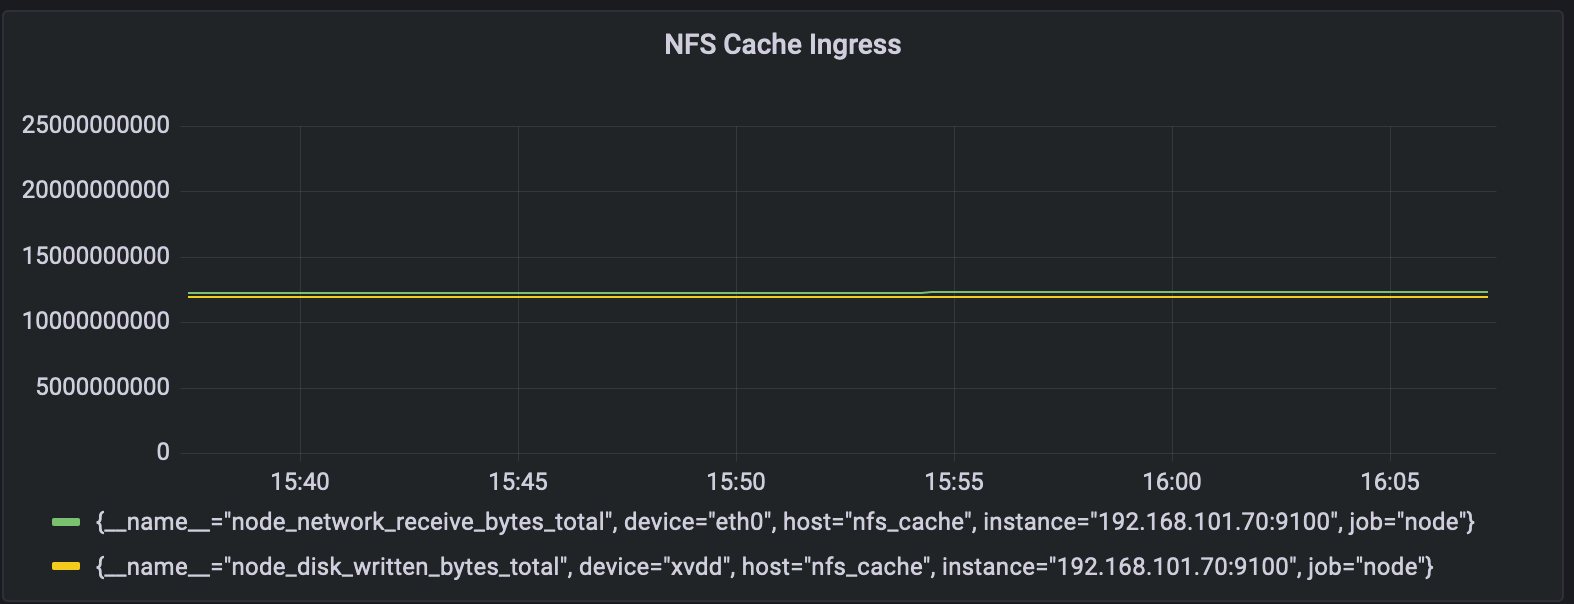 NFS Cache Ingress
25000000000
20000000000
15000000000
10000000000
5000000000
0
15:40 15:45 15:50 15:55 16:00 16:05
{__name__="node_network_receive_bytes_total", device="eth0", host="nfs_cache", instance="192.168.101.70:9100", job="node"}
{__name__="node_disk_written_bytes_total", device="xvdd", host="nfs_cache", instance="192.168.101.70:9100", job="node"}